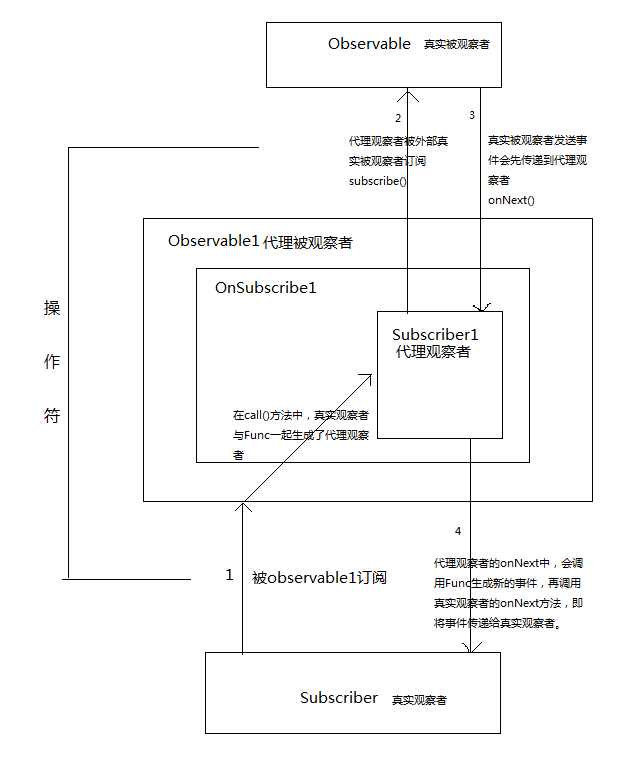 Observable 真实被观察者
2
3
代理观察者被外部真
实被观察者订阅
subscribe()
真实被观察者发送事
件会先传递到代理观
察者
onNext()
Observable1 代理被观察者
OnSubscribe1
操
作
符
Subscriber1
代理观察者
在call()方法中，真实观察者
与Func一起生成了代理观察
者
4
1 被observable1订阅
代理观察者的onNext中，会调
用Func生成新的事件，再调用
真实观察者的onNext方法，即
将事件传递给真实观察者。
Subscriber 真实观察者